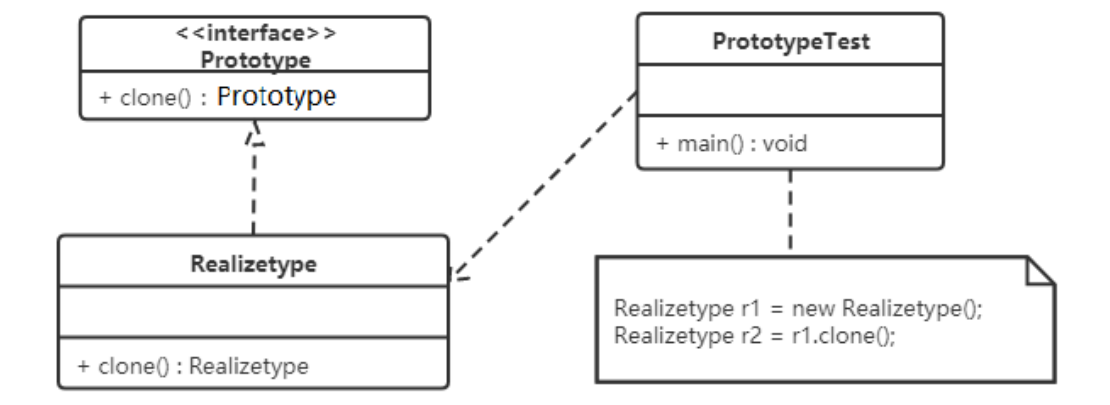 <<interface>>
Prototype
+ clone() : Prototype
PrototypeTest
+ main() : void
Realizetype
+ clone() : Realizetype
Realizetype r1 = new Realizetype();
Realizetype r2 = r1.clone();